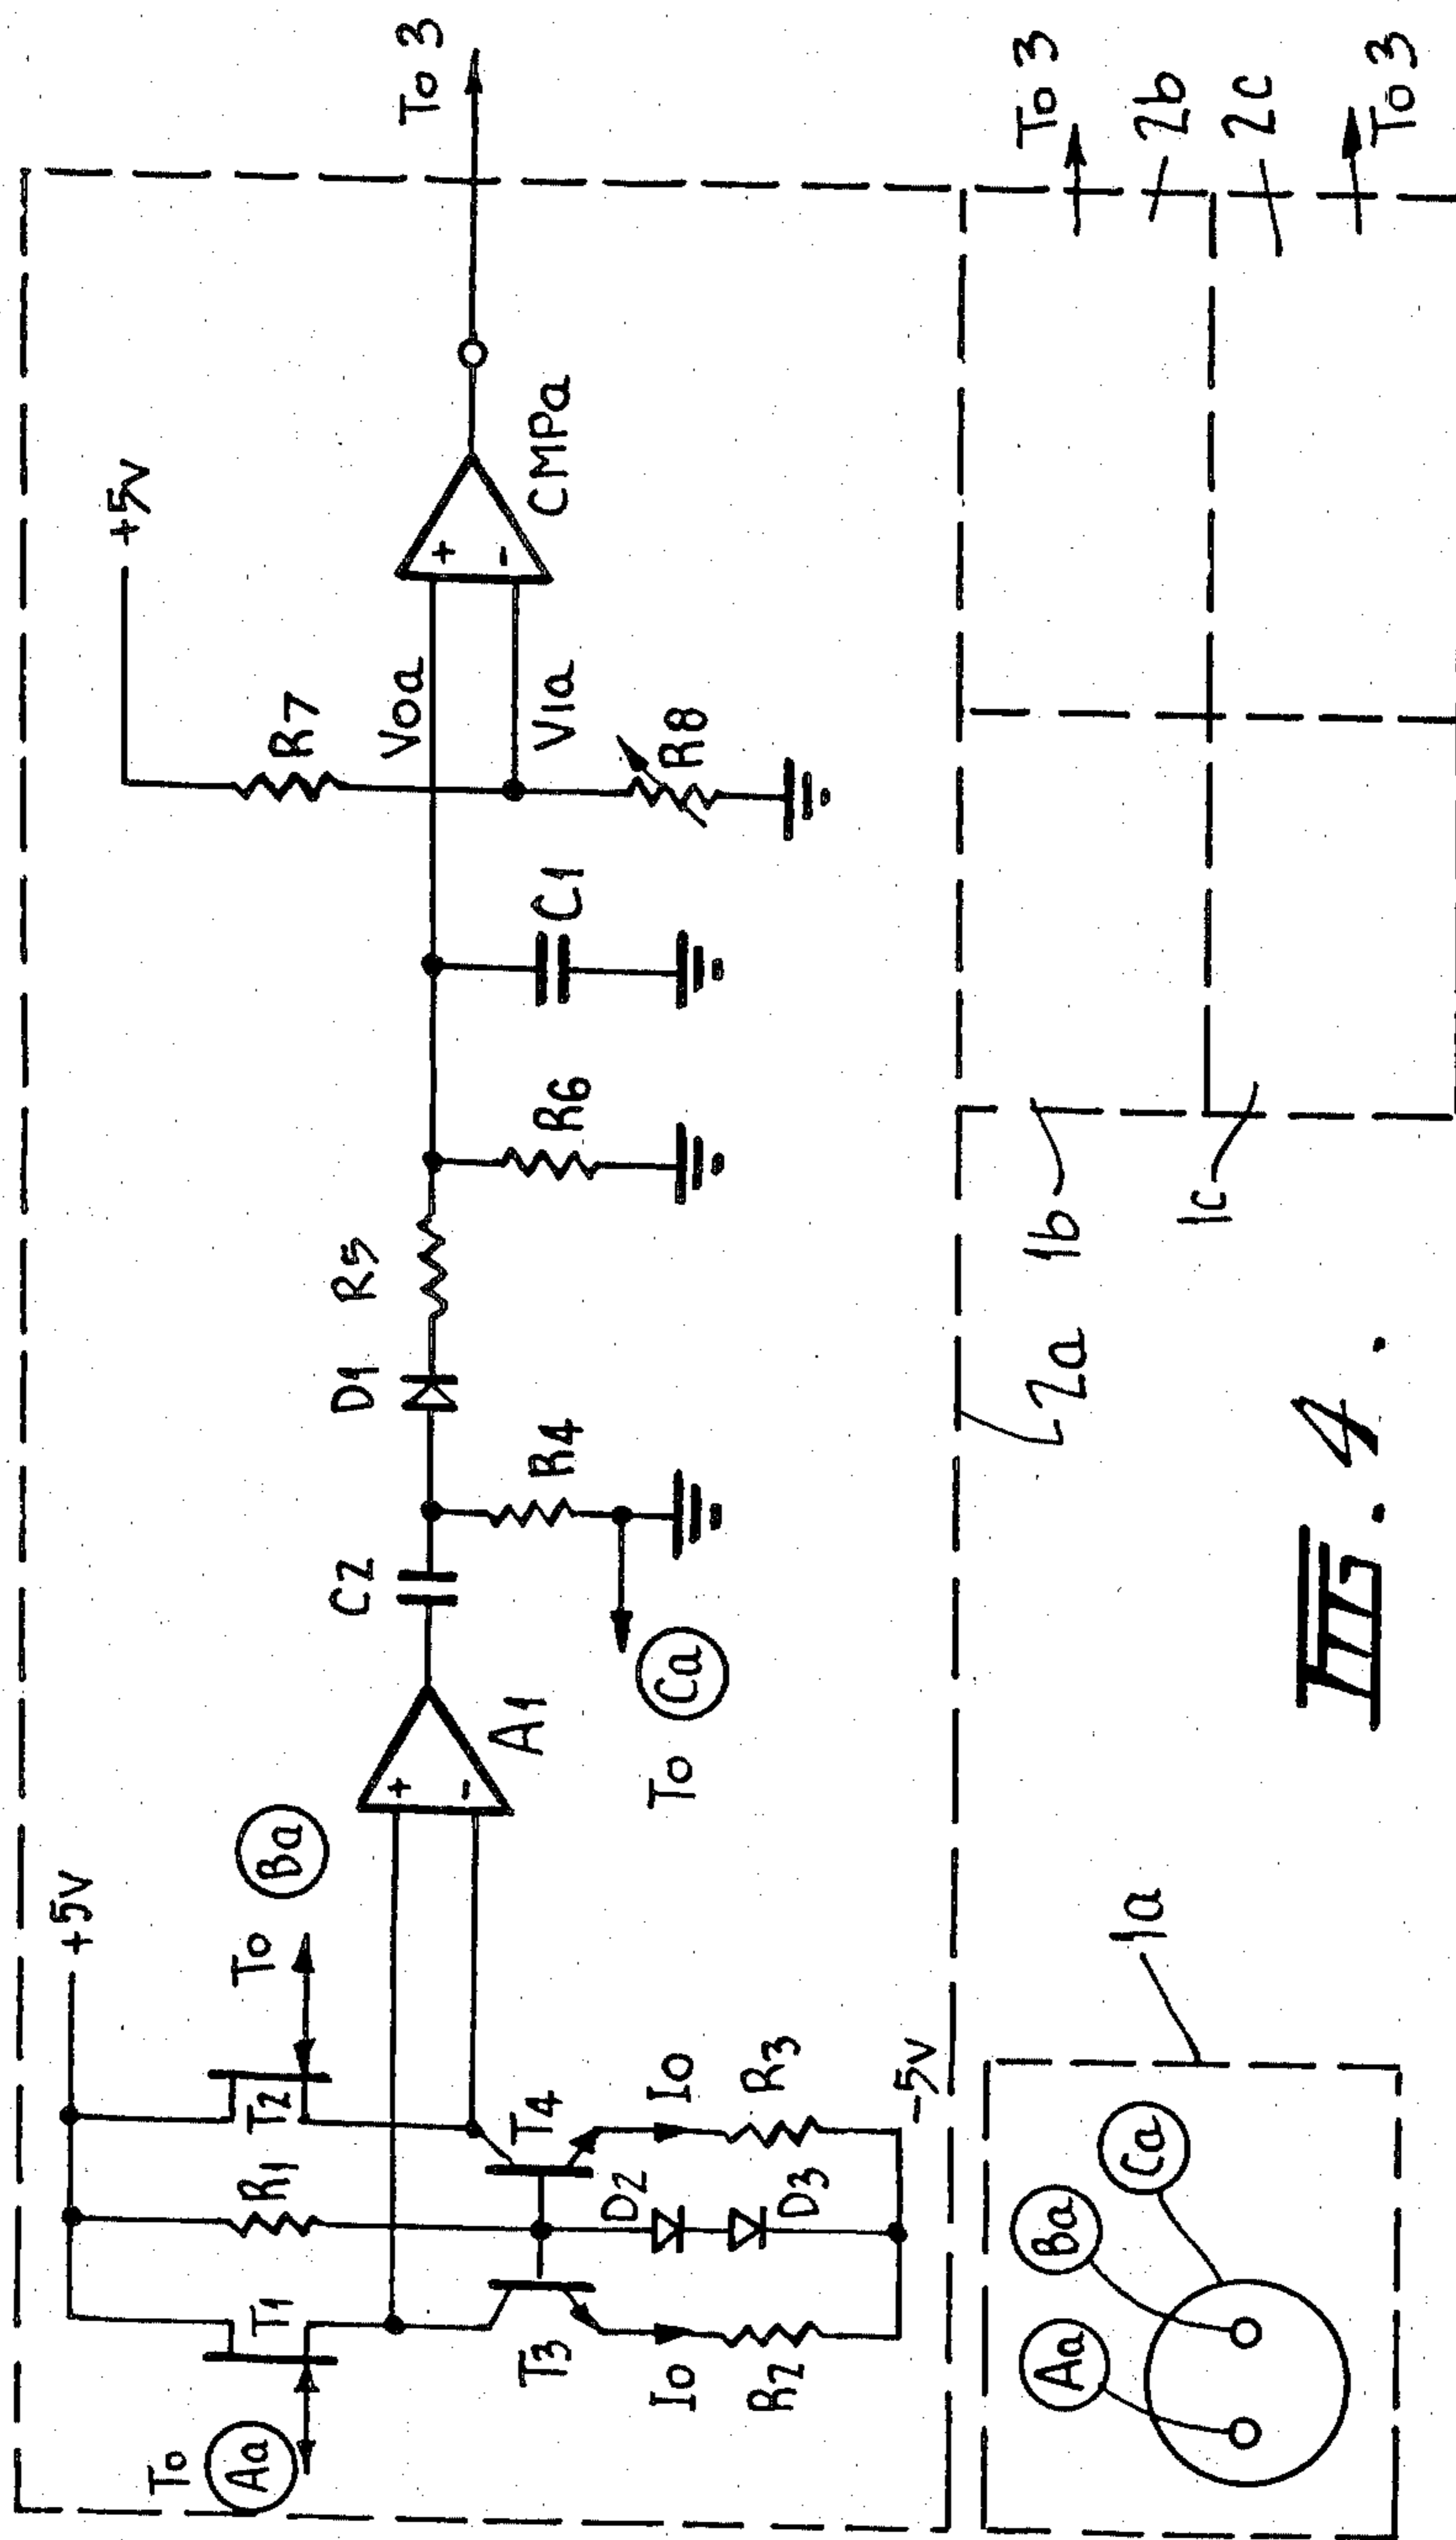 To
Aa
T1
R1
T2
To
Ba
+5V
T3
T4
Io
Io
R2
D2
D3
R3
-5V
+
-
A1
C2
R4
To
Ca
D1
R5
R6
C1
+5V
R7
V0a
V1a
R8
+
-
CMPa
To 3
Aa
Ba
Ca
1a
2a
1b
1c
To 3
2b
2c
To 3
FIG. 4.